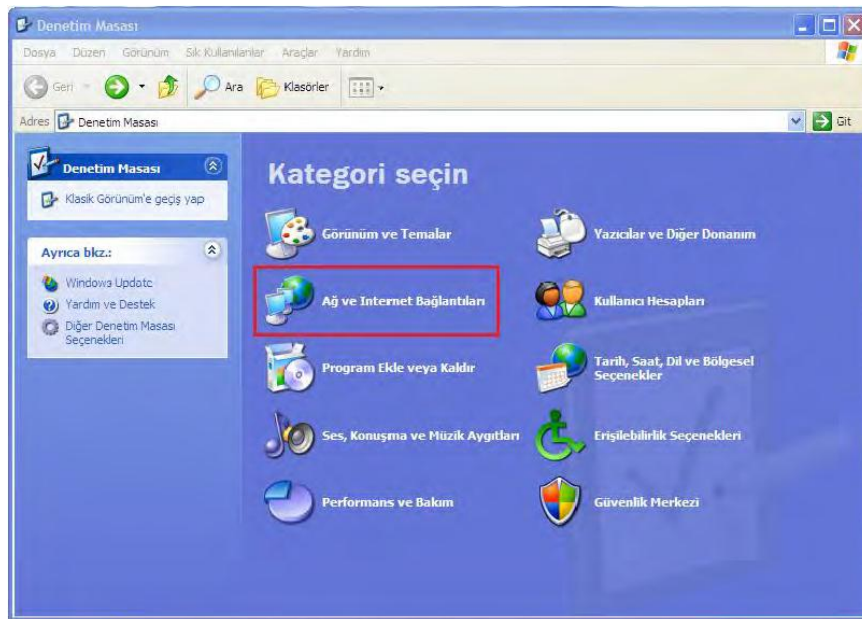 Denetim Masası
Dosya Düzen Görünüm Sık Kullanılanlar Araçlar Yardım
Geri Ara Klasörler
Adres Denetim Masası Git
Denetim Masası
Klasik Görünüm'e geçiş yap
Ayrıca bkz.:
Windows Update
Yardım ve Destek
Diğer Denetim Masası
Seçenekleri
Kategori seçin
Görünüm ve Temalar
Yazıcılar ve Diğer Donanım
Ağ ve Internet Bağlantıları
Kullanıcı Hesapları
Program Ekle veya Kaldır
Tarih, Saat, Dil ve Bölgesel
Seçenekler
Ses, Konuşma ve Müzik Aygıtları
Erişilebilirlik Seçenekleri
Performans ve Bakım
Güvenlik Merkezi